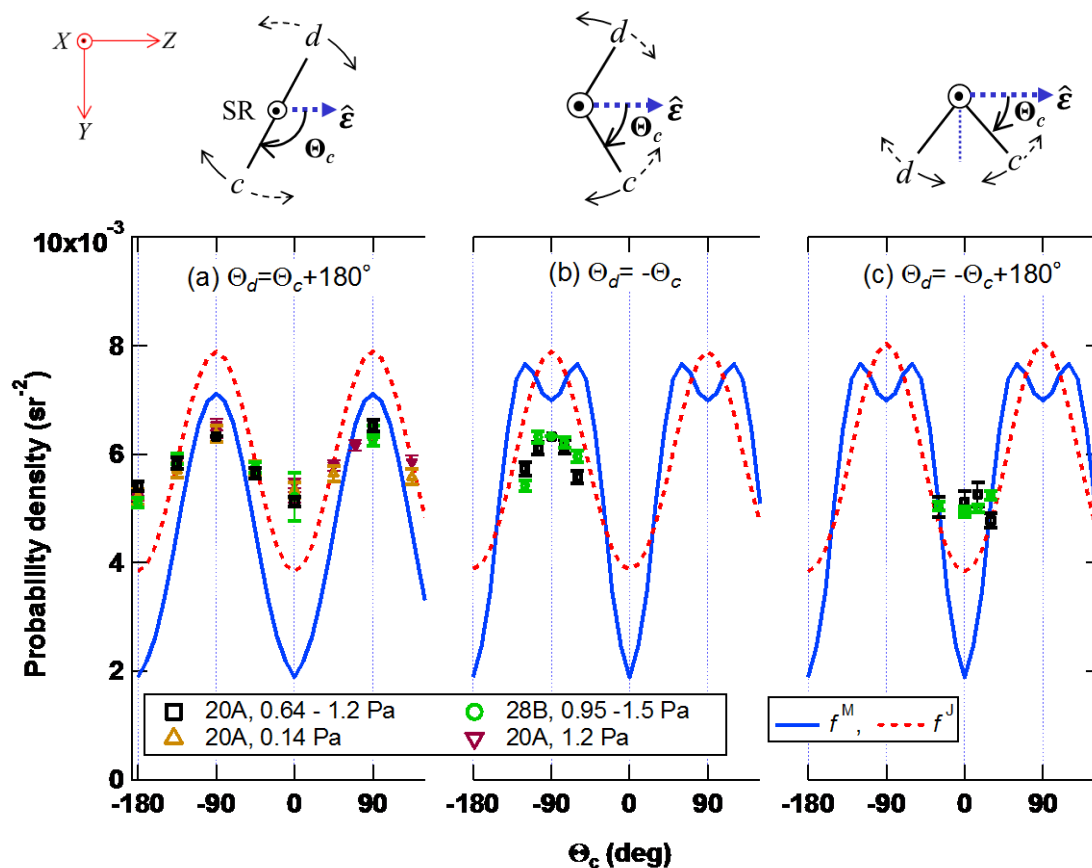 X Z
Y
d
SR ε̂
Θc
c
d
ε̂
Θc
c
ε̂
Θc
d c
Probability density (sr⁻²)
10x10⁻³
8
6
4
2
0
(a) Θd=Θc+180°
(b) Θd= -Θc
(c) Θd= -Θc+180°
20A, 0.64 - 1.2 Pa
28B, 0.95 -1.5 Pa
20A, 0.14 Pa
20A, 1.2 Pa
f^M, f^J
-180 -90 0 90
-180 -90 0 90
-180 -90 0 90
Θc (deg)